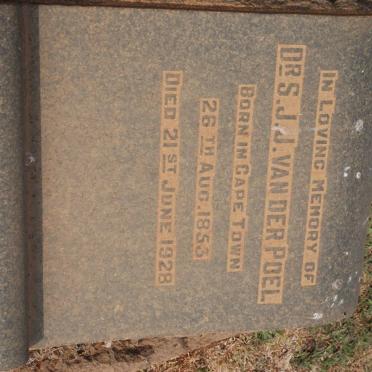 IN LOVING MEMORY OF
DR S. J. J. VAN DER POEL
BORN IN CAPE TOWN
26TH AUG. 1853
DIED 21ST JUNE 1928